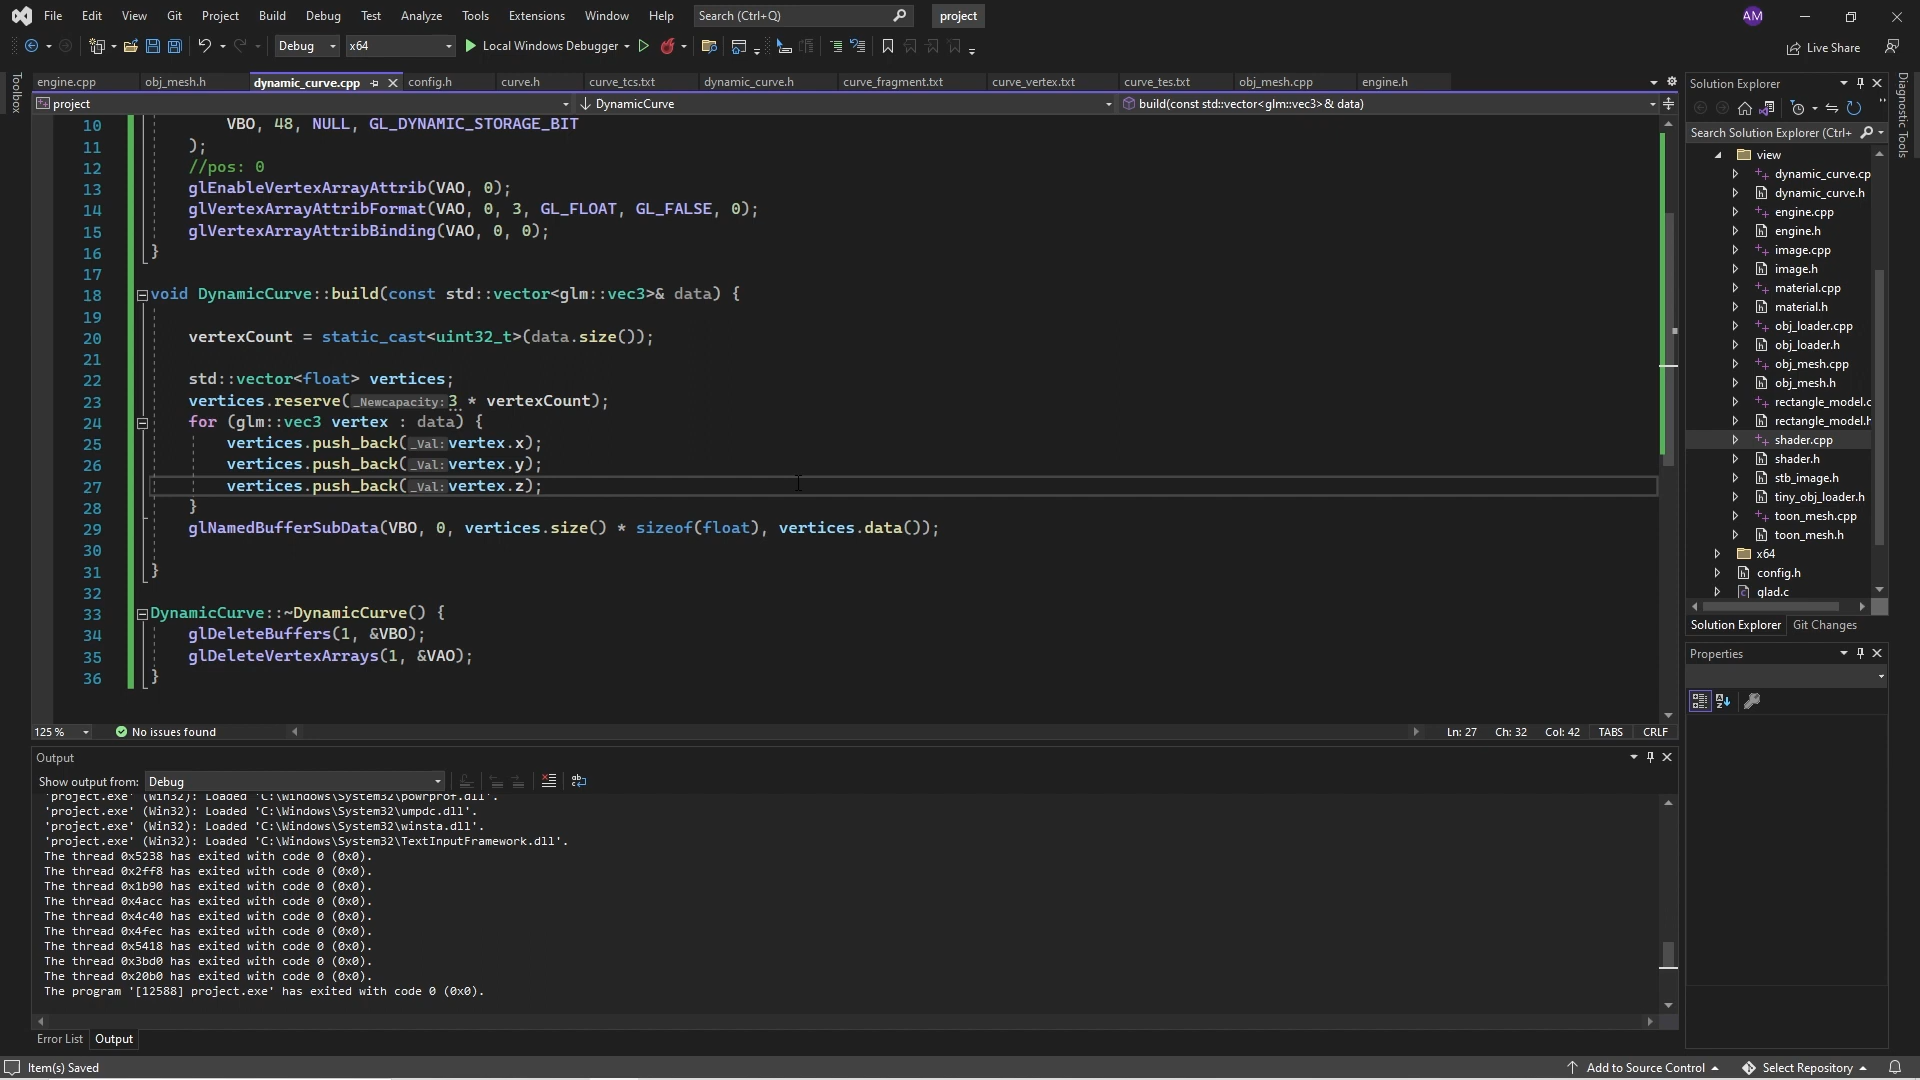 File Edit View Git Project Build Debug Test Analyze Tools Extensions Window Help Search (Ctrl+Q) project AM
Debug x64 Local Windows Debugger Live Share
Toolbox
engine.cpp obj_mesh.h dynamic_curve.cpp config.h curve.h curve_tcs.txt dynamic_curve.h curve_fragment.txt curve_vertex.txt curve_tes.txt obj_mesh.cpp engine.h
project DynamicCurve build(const std::vector<glm::vec3>& data)
10 VBO, 48, NULL, GL_DYNAMIC_STORAGE_BIT
11 );
12 //pos: 0
13 glEnableVertexArrayAttrib(VAO, 0);
14 glVertexArrayAttribFormat(VAO, 0, 3, GL_FLOAT, GL_FALSE, 0);
15 glVertexArrayAttribBinding(VAO, 0, 0);
16 }
17
18 void DynamicCurve::build(const std::vector<glm::vec3>& data) {
19
20 vertexCount = static_cast<uint32_t>(data.size());
21
22 std::vector<float> vertices;
23 vertices.reserve(_Newcapacity: 3 * vertexCount);
24 for (glm::vec3 vertex : data) {
25 vertices.push_back(_Val: vertex.x);
26 vertices.push_back(_Val: vertex.y);
27 vertices.push_back(_Val: vertex.z);
28 }
29 glNamedBufferSubData(VBO, 0, vertices.size() * sizeof(float), vertices.data());
30
31 }
32
33 DynamicCurve::~DynamicCurve() {
34 glDeleteBuffers(1, &VBO);
35 glDeleteVertexArrays(1, &VAO);
36 }
125 % No issues found Ln: 27 Ch: 32 Col: 42 TABS CRLF
Output
Show output from: Debug
'project.exe' (Win32): Loaded 'C:\Windows\System32\powrprof.dll'.
'project.exe' (Win32): Loaded 'C:\Windows\System32\umpdc.dll'.
'project.exe' (Win32): Loaded 'C:\Windows\System32\winsta.dll'.
'project.exe' (Win32): Loaded 'C:\Windows\System32\TextInputFramework.dll'.
The thread 0x5238 has exited with code 0 (0x0).
The thread 0x2ff8 has exited with code 0 (0x0).
The thread 0x1b90 has exited with code 0 (0x0).
The thread 0x4acc has exited with code 0 (0x0).
The thread 0x4c40 has exited with code 0 (0x0).
The thread 0x4fec has exited with code 0 (0x0).
The thread 0x5418 has exited with code 0 (0x0).
The thread 0x3bd0 has exited with code 0 (0x0).
The thread 0x20b0 has exited with code 0 (0x0).
The program '[12588] project.exe' has exited with code 0 (0x0).
Error List Output
Item(s) Saved Add to Source Control Select Repository
Solution Explorer
Search Solution Explorer (Ctrl+
view
dynamic_curve.cp
dynamic_curve.h
engine.cpp
engine.h
image.cpp
image.h
material.cpp
material.h
obj_loader.cpp
obj_loader.h
obj_mesh.cpp
obj_mesh.h
rectangle_model.c
rectangle_model.h
shader.cpp
shader.h
stb_image.h
tiny_obj_loader.h
toon_mesh.cpp
toon_mesh.h
x64
config.h
glad.c
Solution Explorer Git Changes
Properties
Diagnostic Tools